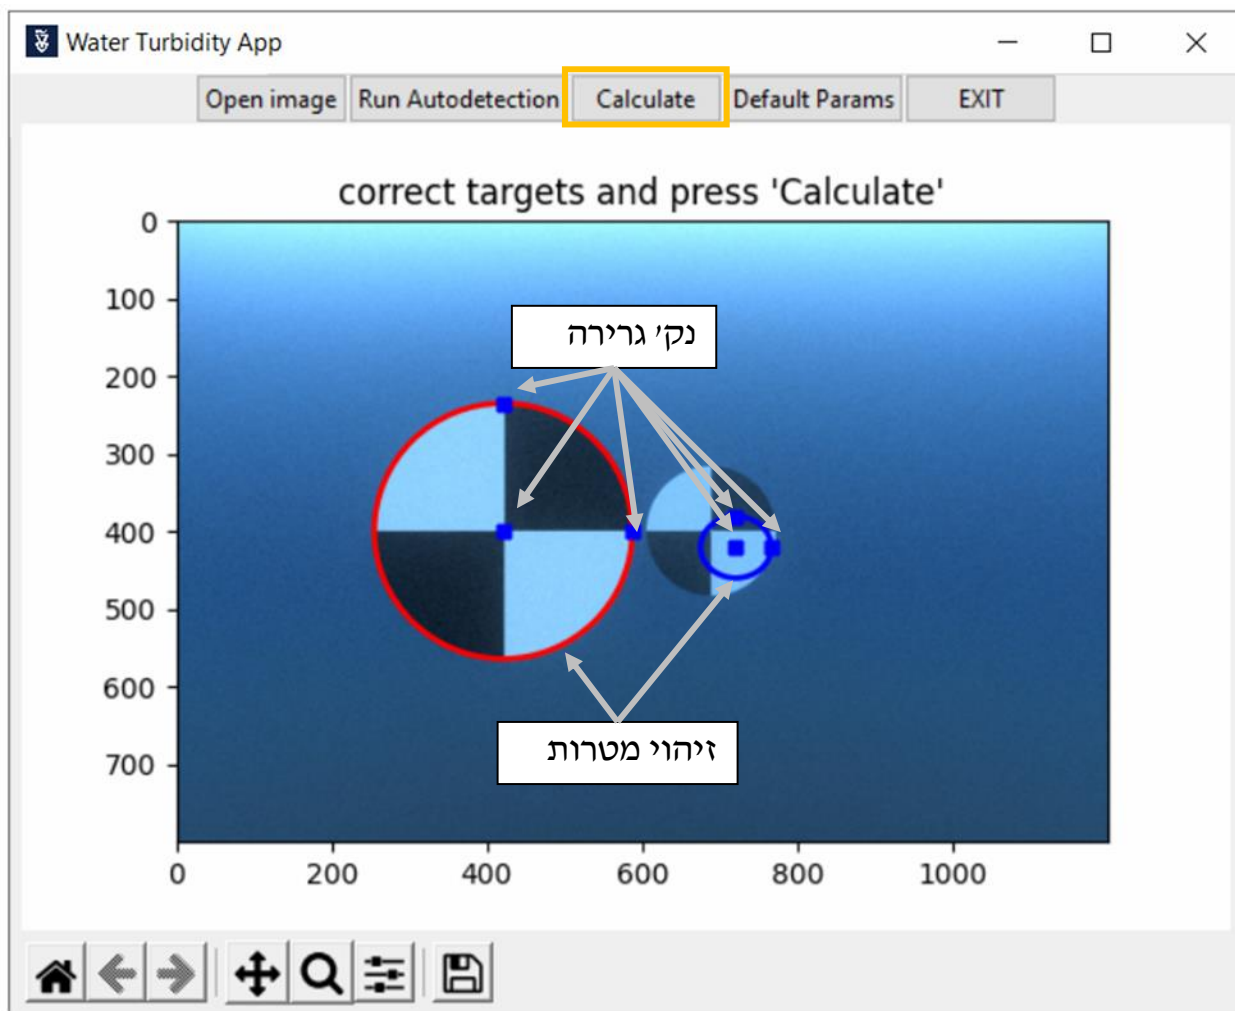 Water Turbidity App
Open image Run Autodetection Calculate Default Params EXIT
correct targets and press 'Calculate'
0
100
200
300
400
500
600
700
נק' גרירה
זיהוי מטרות
0 200 400 600 800 1000